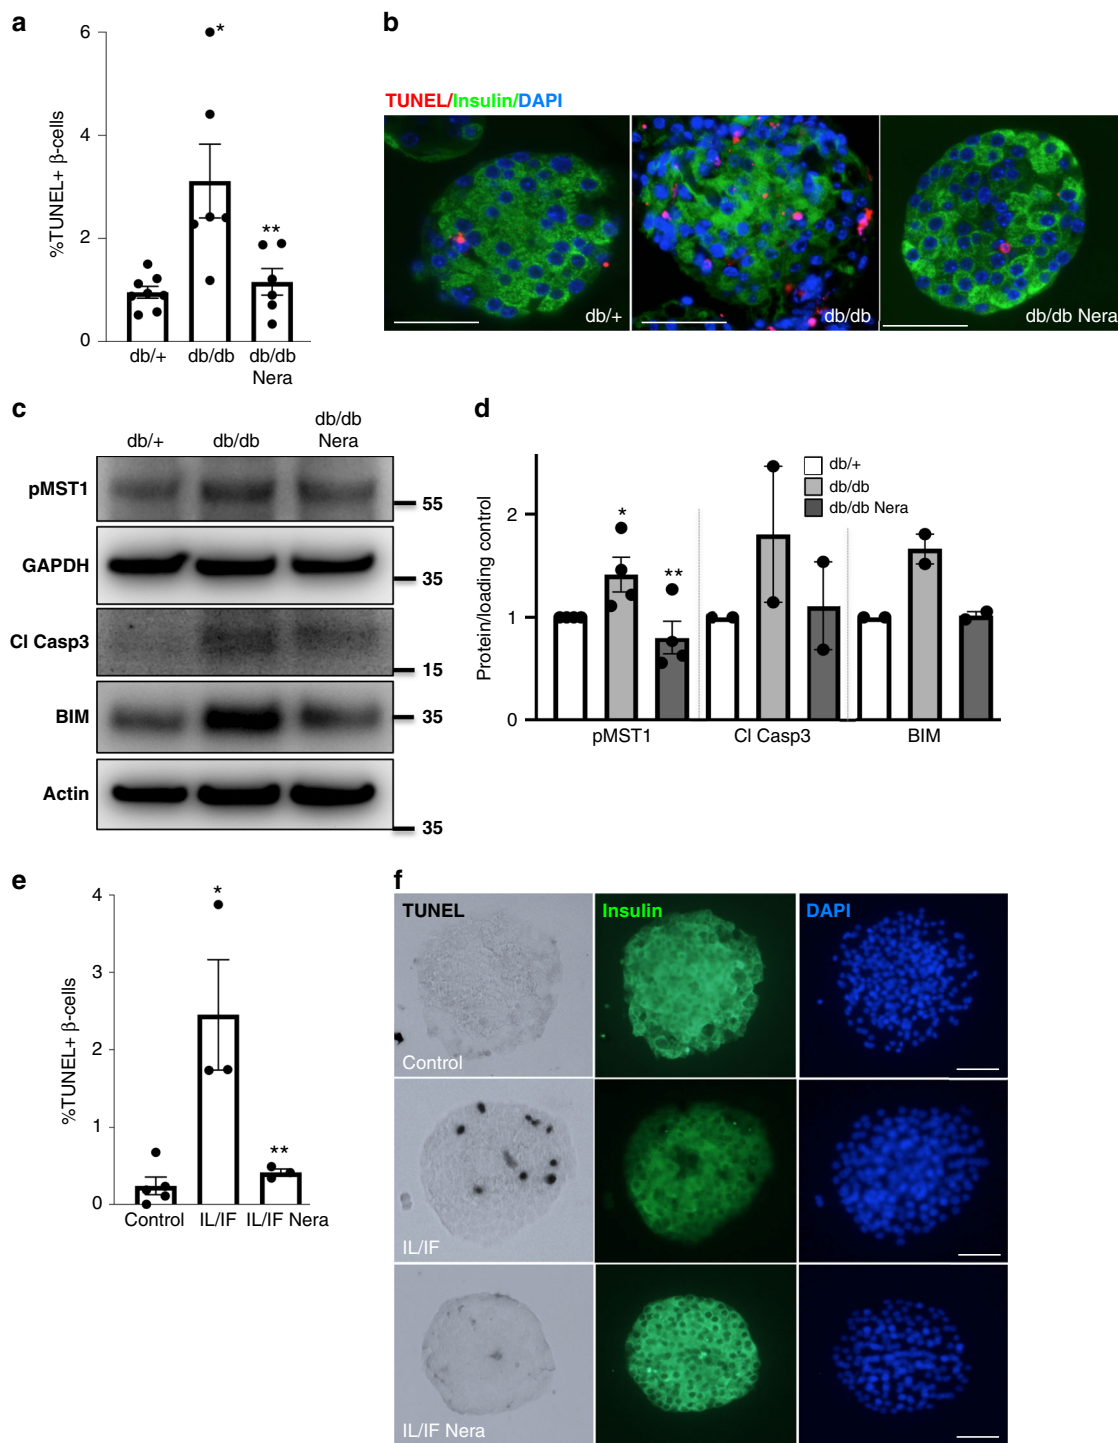 a
%TUNEL+ β-cells
6
4
2
0
*
**
db/+
db/db
db/db
Nera
b
TUNEL/Insulin/DAPI
db/+
db/db
db/db Nera
c
db/+
db/db
db/db
Nera
pMST1
55
GAPDH
35
Cl Casp3
15
BIM
35
Actin
35
d
Protein/loading control
2
1
0
db/+
db/db
db/db Nera
*
**
pMST1
Cl Casp3
BIM
e
%TUNEL+ β-cells
4
3
2
1
0
*
**
Control
IL/IF
IL/IF Nera
f
TUNEL
Insulin
DAPI
Control
IL/IF
IL/IF Nera